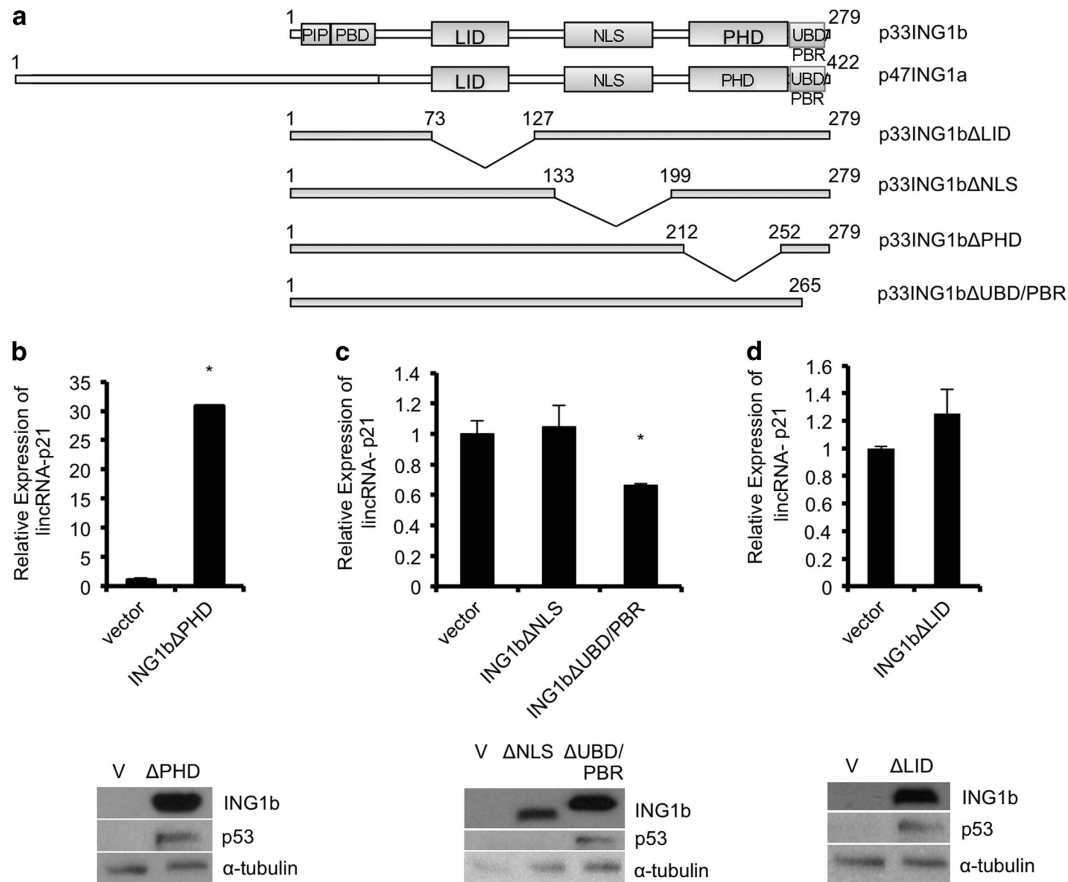 a
1 279
PIP PBD LID NLS PHD UBD/ PBR p33ING1b
1 422
LID NLS PHD UBD/ PBR p47ING1a
1 73 127 279 p33ING1bΔLID
1 133 199 279 p33ING1bΔNLS
1 212 252 279 p33ING1bΔPHD
1 265 p33ING1bΔUBD/PBR
b
Relative Expression of
lincRNA-p21
35
30
25
20
15
10
5
0
*
vector
ING1bΔPHD
V ΔPHD
ING1b
p53
α-tubulin
c
Relative Expression of
lincRNA- p21
1.4
1.2
1
0.8
0.6
0.4
0.2
0
*
vector
ING1bΔNLS
ING1bΔUBD/PBR
V ΔNLS ΔUBD/
PBR
ING1b
p53
α-tubulin
d
Relative Expression of
lincRNA- p21
1.6
1.4
1.2
1
0.8
0.6
0.4
0.2
0
vector
ING1bΔLID
V ΔLID
ING1b
p53
α-tubulin